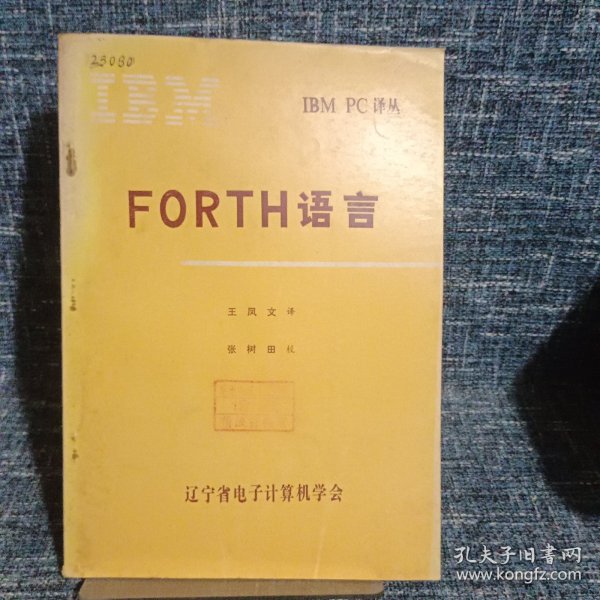 23080
IBM
IBM PC 译丛
FORTH语言
王凤文 译
张树田 校
辽宁省电子计算机学会
孔夫子旧书网
www.kongfz.com